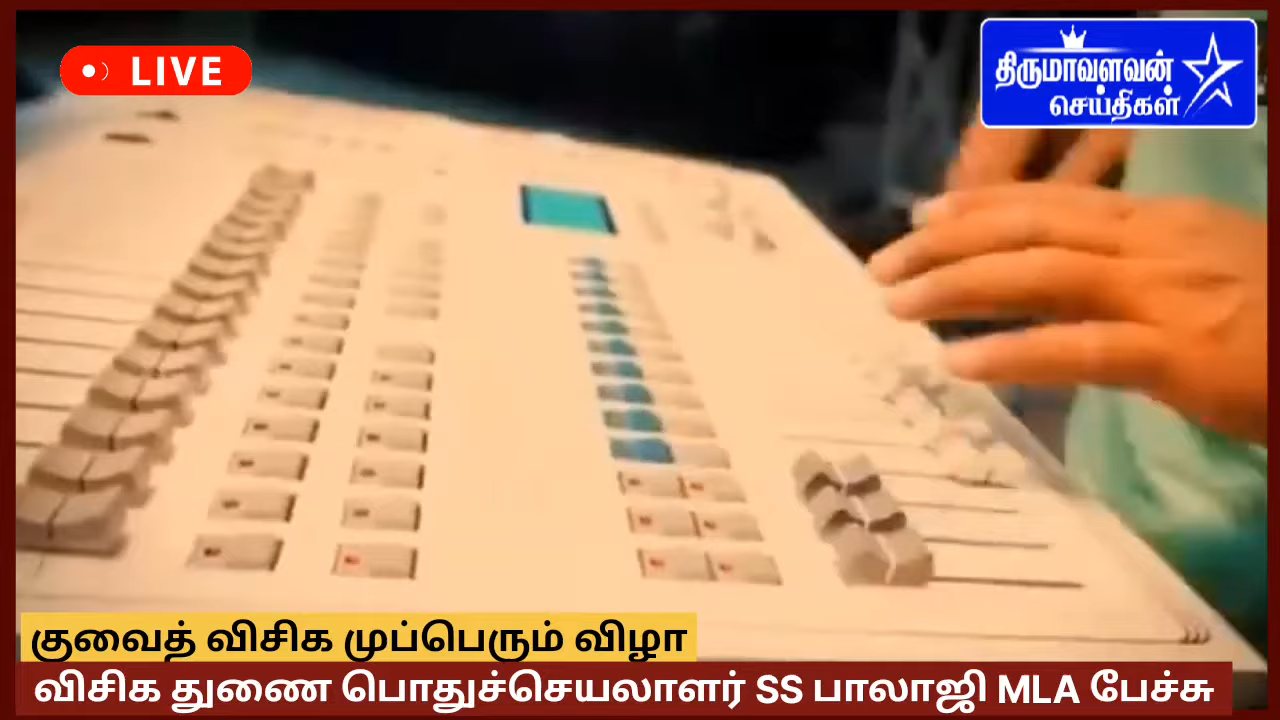 LIVE
திருமாவளவன்
செய்திகள்
குவைத் விசிக முப்பெரும் விழா
விசிக துணை பொதுச்செயலாளர் SS பாலாஜி MLA பேச்சு